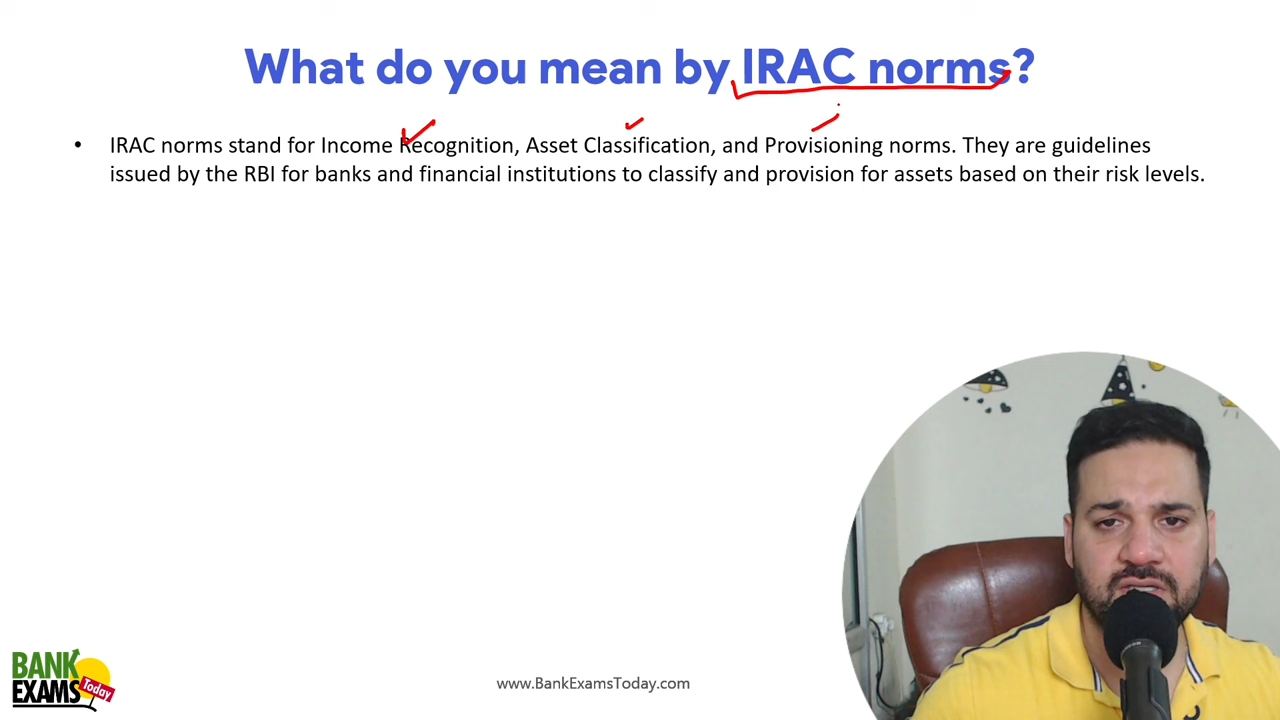 What do you mean by IRAC norms?
• IRAC norms stand for Income Recognition, Asset Classification, and Provisioning norms. They are guidelines
issued by the RBI for banks and financial institutions to classify and provision for assets based on their risk levels.
BANK
EXAMS
Today
www.BankExamsToday.com